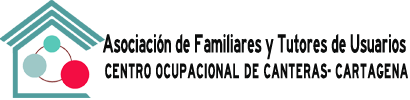 Asociación de Familiares y Tutores de Usuarios
CENTRO OCUPACIONAL DE CANTERAS- CARTAGENA